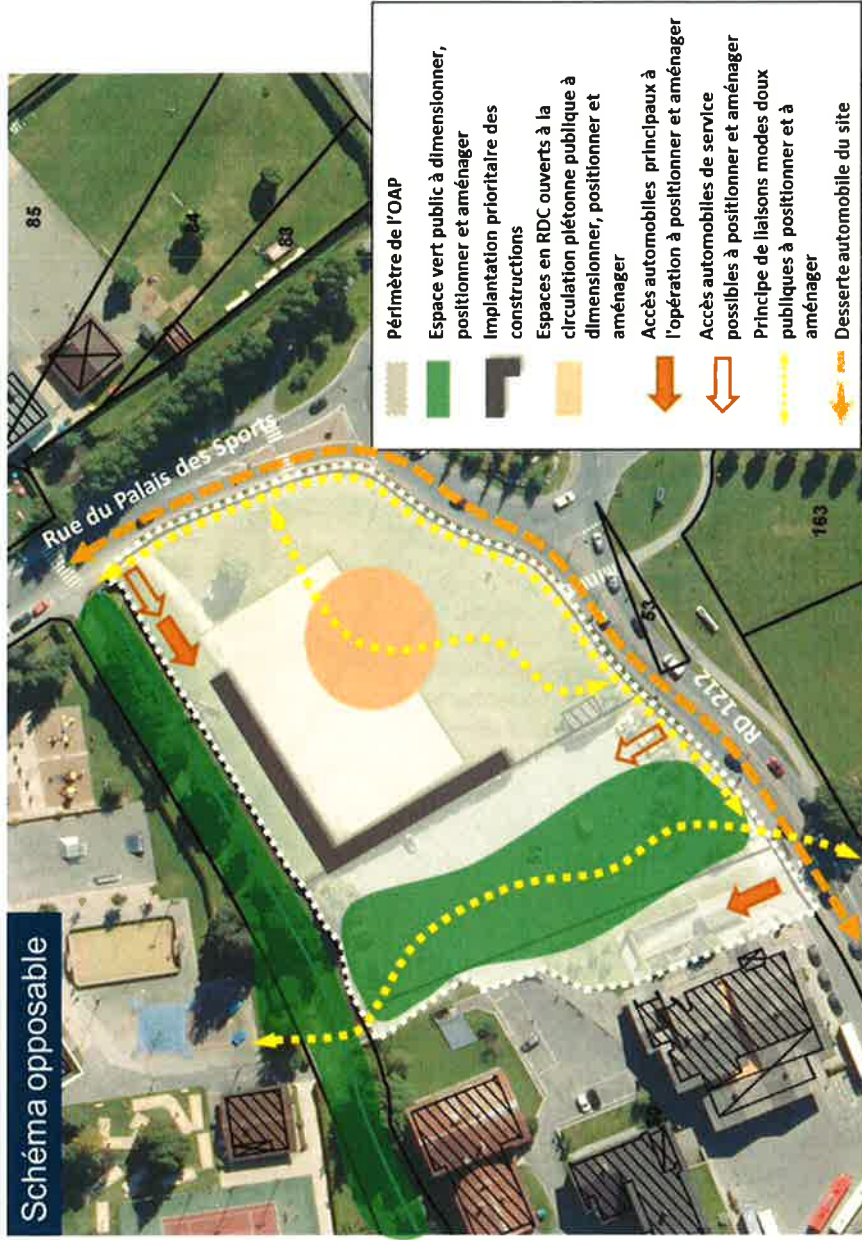 Schéma opposable
85
84
83
Rue du Palais des Sports
53
RD 1212
163
Périmètre de l'OAP
Espace vert public à dimensionner,
positionner et aménager
Implantation prioritaire des
constructions
Espaces en RDC ouverts à la
circulation piétonne publique à
dimensionner, positionner et
aménager
Accès automobiles principaux à
l'opération à positionner et aménager
Accès automobiles de service
possibles à positionner et aménager
Principe de liaisons modes doux
publiques à positionner et à
aménager
Desserte automobile du site